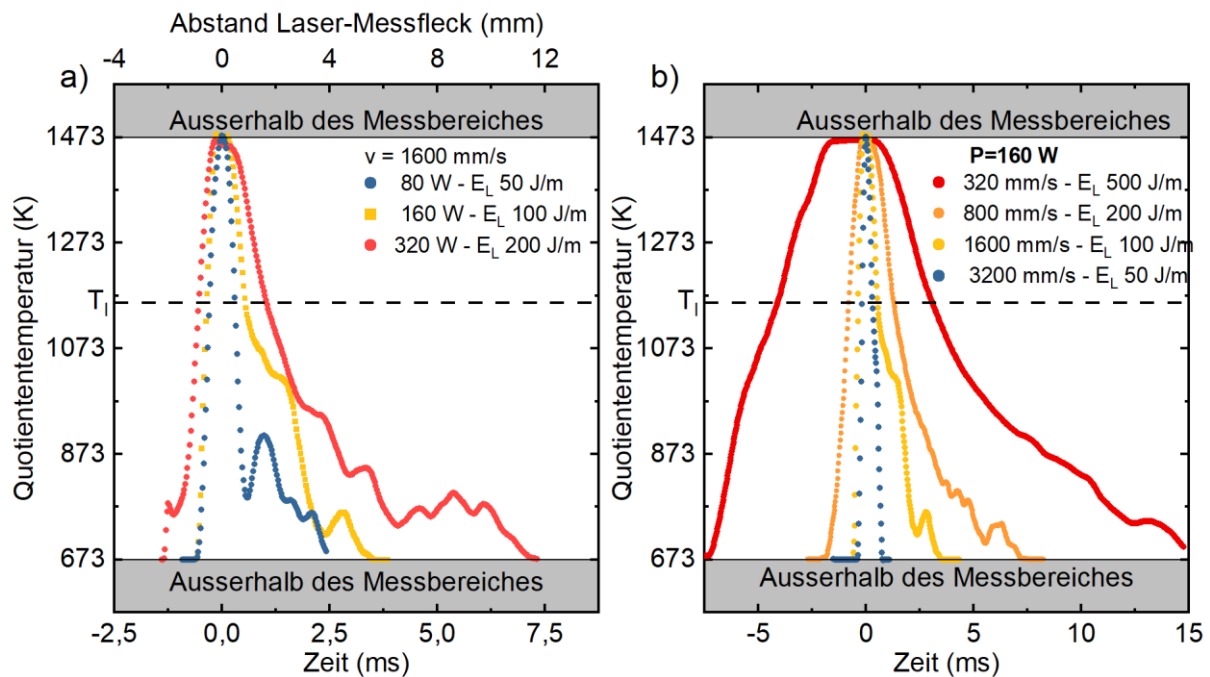 Abstand Laser-Messfleck (mm)
-4 0 4 8 12
a)
Ausserhalb des Messbereiches
1473
1273
T_l
1073
873
673
Quotiententemperatur (K)
v = 1600 mm/s
80 W - E_L 50 J/m
160 W - E_L 100 J/m
320 W - E_L 200 J/m
Ausserhalb des Messbereiches
-2,5 0,0 2,5 5,0 7,5
Zeit (ms)
b)
Ausserhalb des Messbereiches
1473
1273
T_l
1073
873
673
Quotiententemperatur (K)
P=160 W
320 mm/s - E_L 500 J/m
800 mm/s - E_L 200 J/m
1600 mm/s - E_L 100 J/m
3200 mm/s - E_L 50 J/m
Ausserhalb des Messbereiches
-5 0 5 10 15
Zeit (ms)